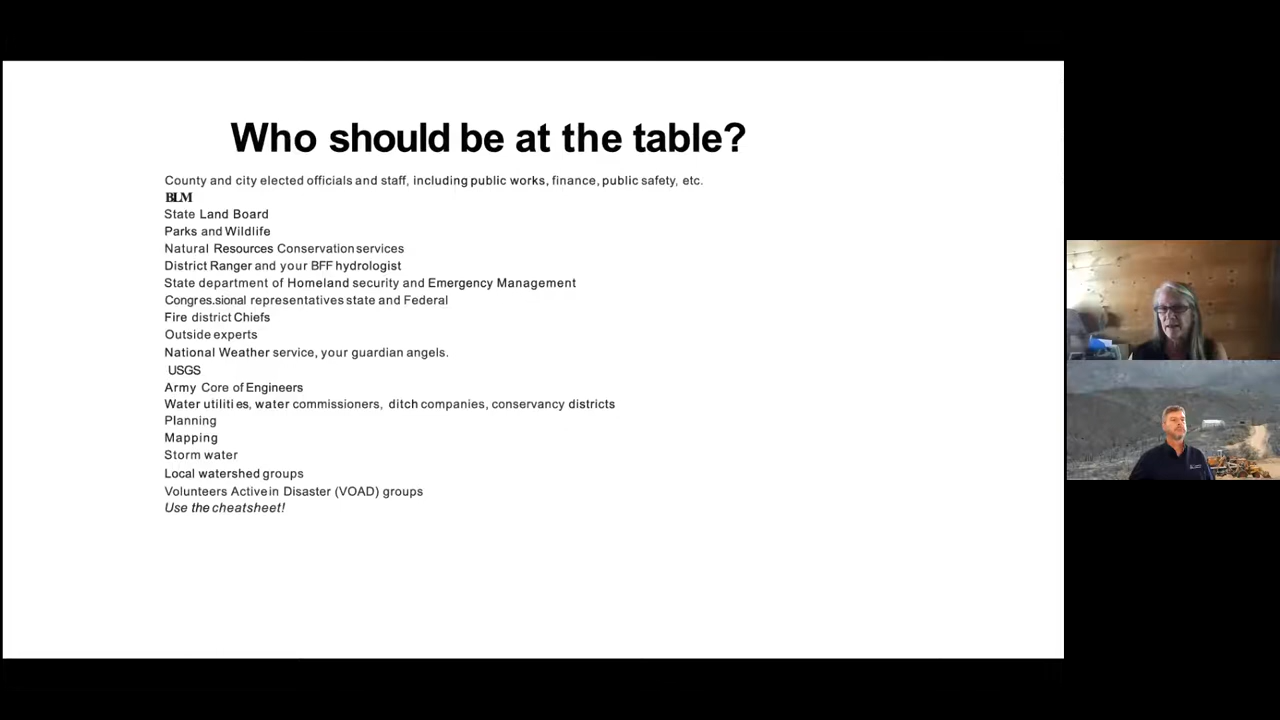 Who should be at the table?
County and city elected officials and staff, including public works, finance, public safety, etc.
BLM
State Land Board
Parks and Wildlife
Natural Resources Conservation services
District Ranger and your BFF hydrologist
State department of Homeland security and Emergency Management
Congres.sional representatives state and Federal
Fire district Chiefs
Outside experts
National Weather service, your guardian angels.
USGS
Army Core of Engineers
Water utilities, water commissioners, ditch companies, conservancy districts
Planning
Mapping
Storm water
Local watershed groups
Volunteers Active in Disaster (VOAD) groups
Use the cheatsheet!